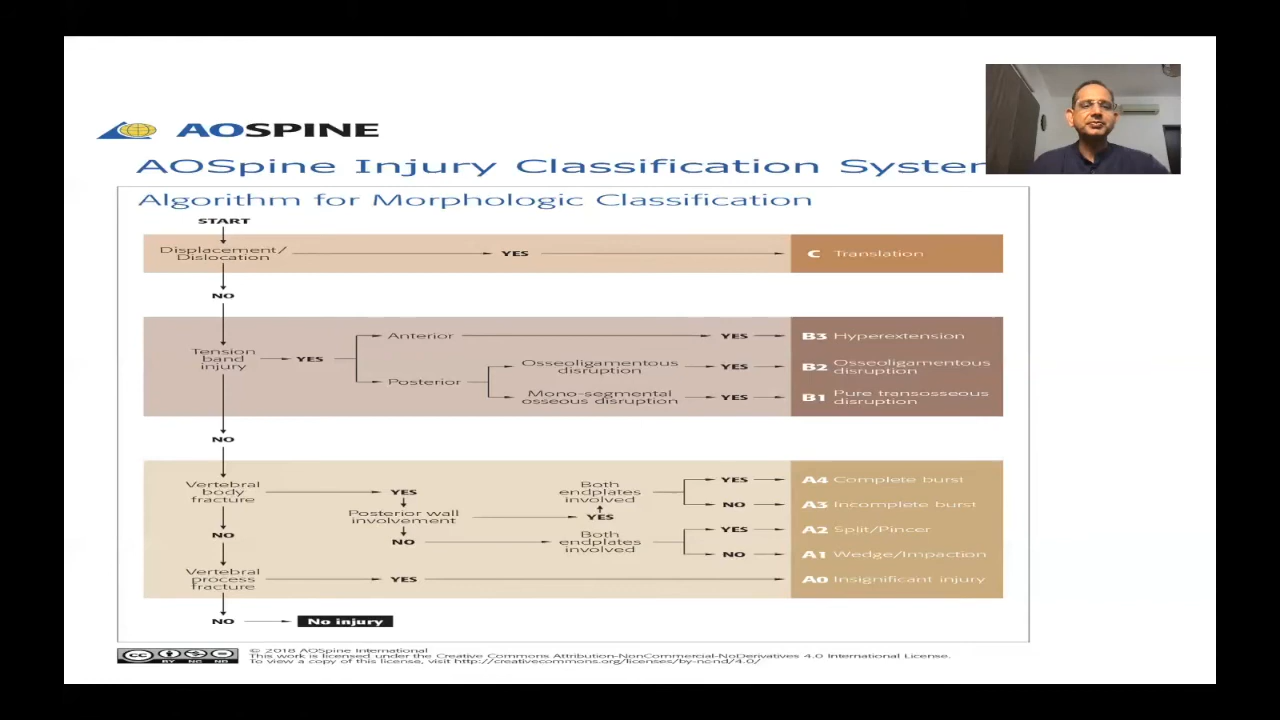 AOSPINE
AOSpine Injury Classification System
Algorithm for Morphologic Classification
START
Displacement/
Dislocation
YES
C Translation
NO
Tension
band
injury
YES
Anterior
YES
B3 Hyperextension
Posterior
Osseoligamentous
disruption
YES
B2 Osseoligamentous
disruption
Mono-segmental
osseous disruption
YES
B1 Pure transosseous
disruption
NO
Vertebral
body
fracture
YES
Posterior wall
involvement
YES
Both
endplates
involved
YES
A4 Complete burst
NO
A3 Incomplete burst
NO
Both
endplates
involved
YES
A2 Split/Pincer
NO
A1 Wedge/Impaction
NO
Vertebral
process
fracture
YES
A0 Insignificant injury
NO
No injury
CC BY NC ND
© 2018 AOSpine International
This work is licensed under the Creative Commons Attribution-NonCommercial-NoDerivatives 4.0 International License.
To view a copy of this license, visit http://creativecommons.org/licenses/by-nc-nd/4.0/